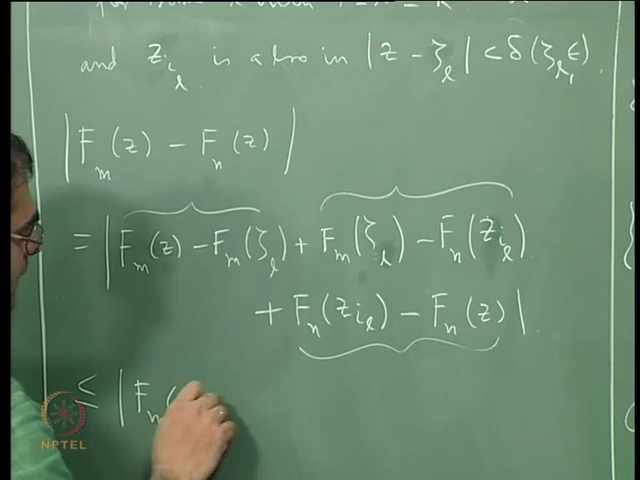 and z_{i_l} is also in |z - ζ_l| < δ(ζ_l, ε).
|F_m(z) - F_n(z)|
= |F_m(z) - F_m(ζ_l) + F_m(ζ_l) - F_n(z_{i_l})
+ F_n(z_{i_l}) - F_n(z)|.
≤ |F_m(
NPTEL